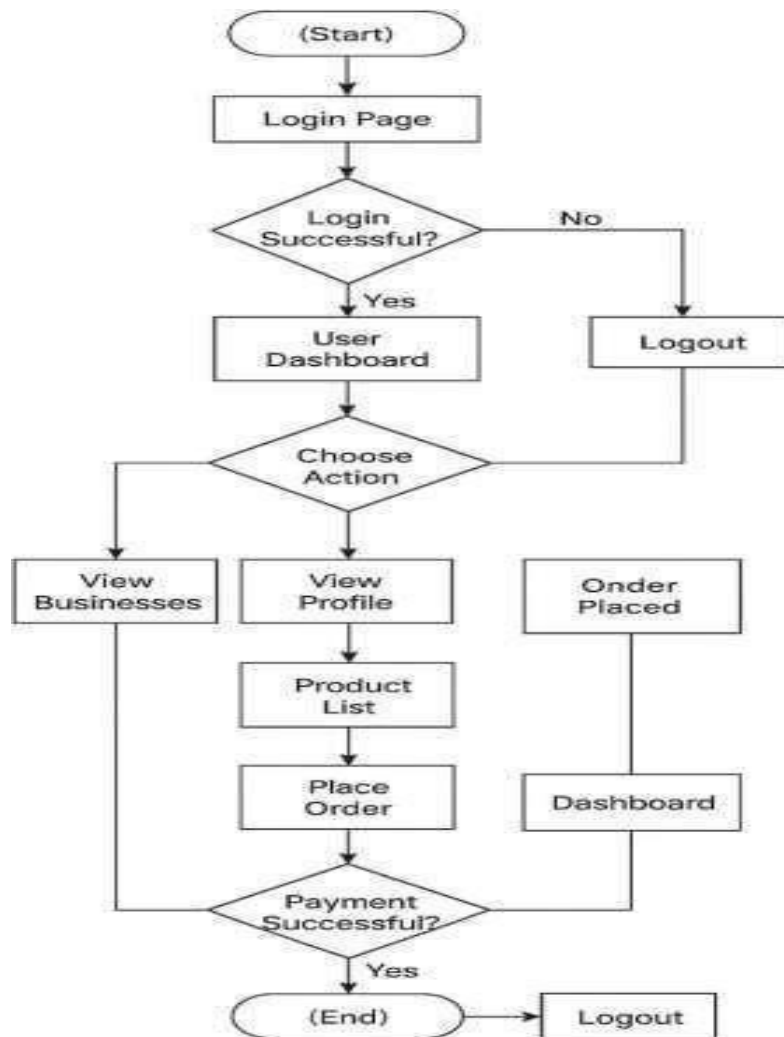 (Start)
Login Page
Login
Successful?
No
Yes
User
Dashboard
Logout
Choose
Action
View
Businesses
View
Profile
Onder
Placed
Product
List
Place
Order
Dashboard
Payment
Successful?
Yes
(End)
Logout